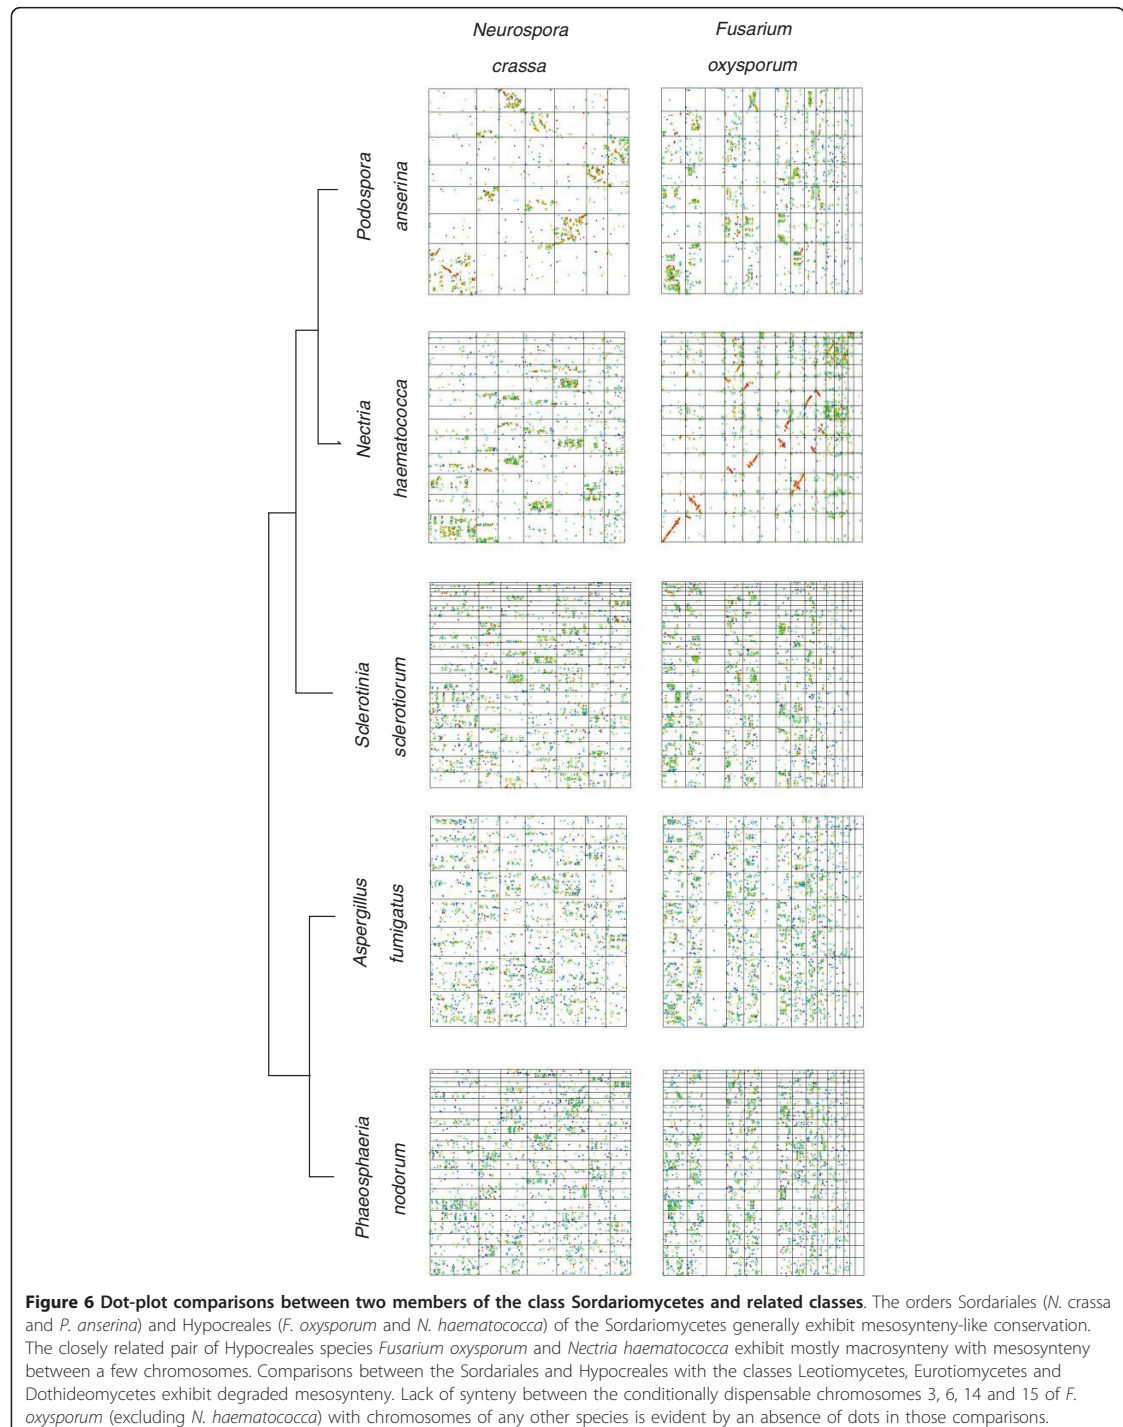 Neurospora
crassa
Fusarium
oxysporum
Podospora
anserina
Nectria
haematococca
Sclerotinia
sclerotiorum
Aspergillus
fumigatus
Phaeosphaeria
nodorum
Figure 6 Dot-plot comparisons between two members of the class Sordariomycetes and related classes. The orders Sordariales (N. crassa
and P. anserina) and Hypocreales (F. oxysporum and N. haematococca) of the Sordariomycetes generally exhibit mesosynteny-like conservation.
The closely related pair of Hypocreales species Fusarium oxysporum and Nectria haematococca exhibit mostly macrosynteny with mesosynteny
between a few chromosomes. Comparisons between the Sordariales and Hypocreales with the classes Leotiomycetes, Eurotiomycetes and
Dothideomycetes exhibit degraded mesosynteny. Lack of synteny between the conditionally dispensable chromosomes 3, 6, 14 and 15 of F.
oxysporum (excluding N. haematococca) with chromosomes of any other species is evident by an absence of dots in those comparisons.